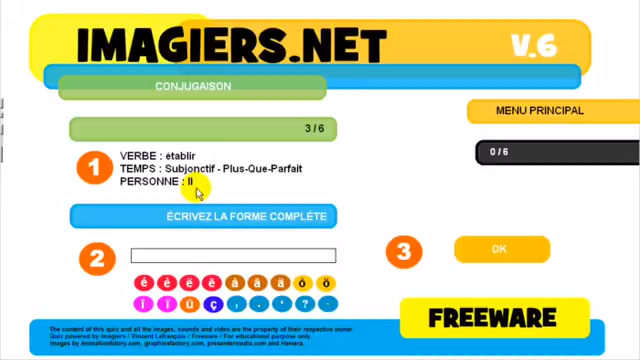 IMAGIERS.NET
V.6
CONJUGAISON
MENU PRINCIPAL
3 / 6
0 / 6
1
VERBE : établir
TEMPS : Subjonctif - Plus-Que-Parfait
PERSONNE : Il
ÉCRIVEZ LA FORME COMPLÈTE
2
3
OK
FREEWARE
The content of this quiz and all the images, sounds and video are the property of their respective owner.
Quiz powered by Imagiers / Vincent Lefrançois / For educational purpose only.
Images by Animationfctory.com, graphicsfactory.com, presentermedia.com and Hemera.